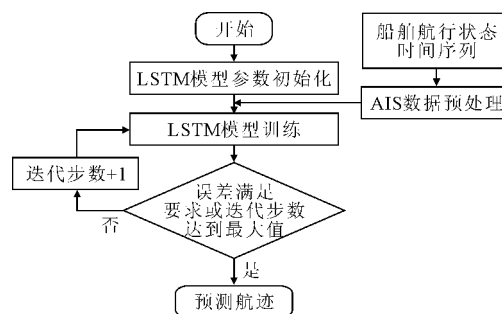 开始
船舶航行状态
时间序列
LSTM模型参数初始化
AIS数据预处理
LSTM模型训练
迭代步数+1
误差满足
要求或迭代步数
达到最大值
否
是
预测航迹